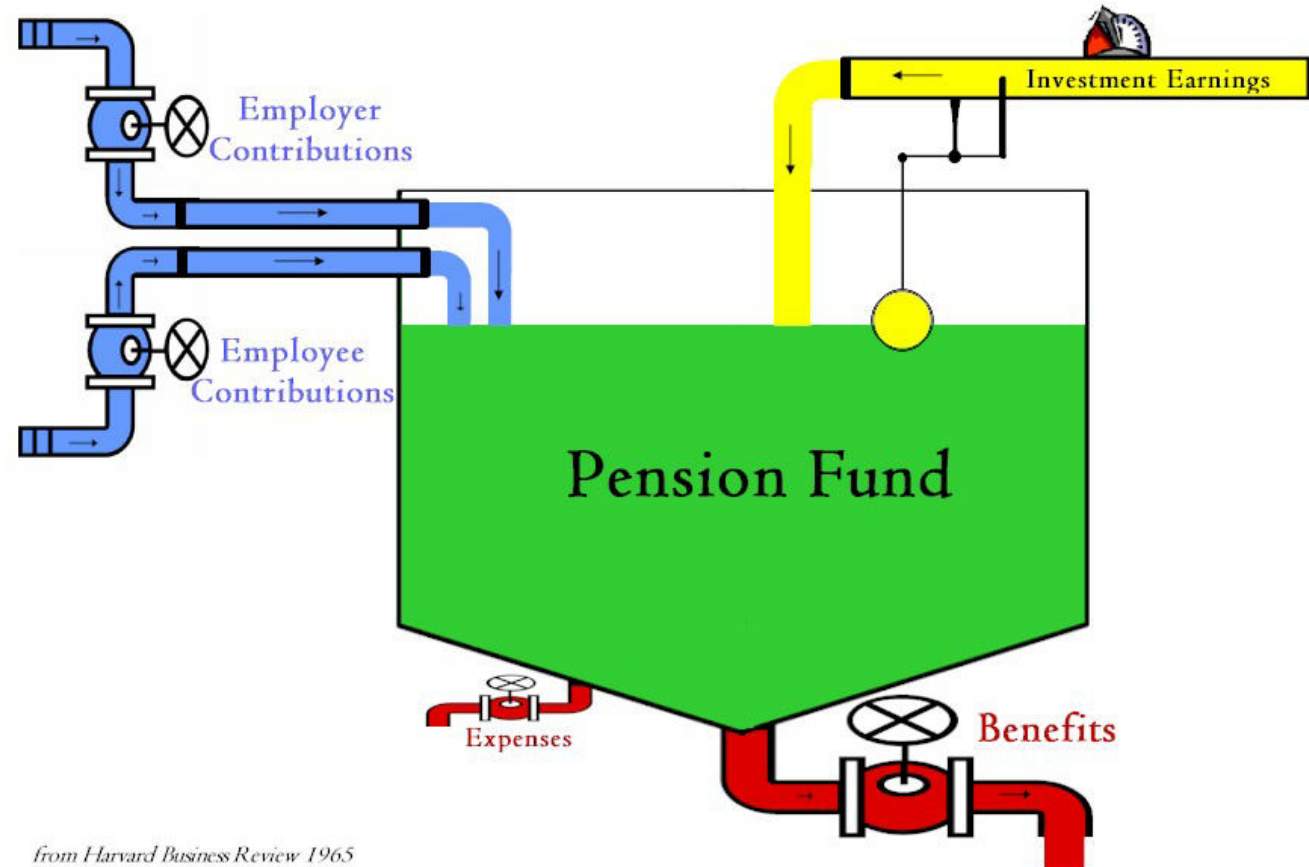 Investment Earnings
Employer
Contributions
Employee
Contributions
Pension Fund
Expenses
Benefits
from Harvard Business Review 1965